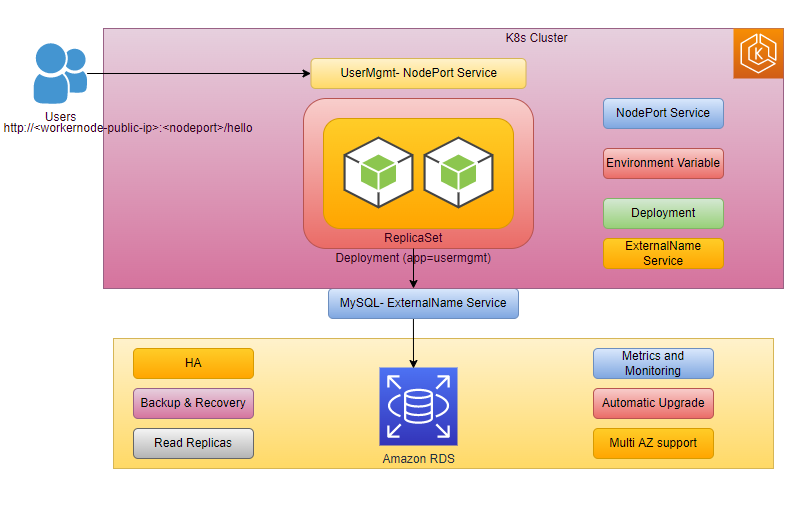 K8s Cluster
K
UserMgmt- NodePort Service
Users
http://<workernode-public-ip>:<nodeport>/hello
NodePort Service
Environment Variable
Deployment
ExternalName
Service
ReplicaSet
Deployment (app=usermgmt)
MySQL- ExternalName Service
HA
Backup & Recovery
Read Replicas
Amazon RDS
Metrics and
Monitoring
Automatic Upgrade
Multi AZ support